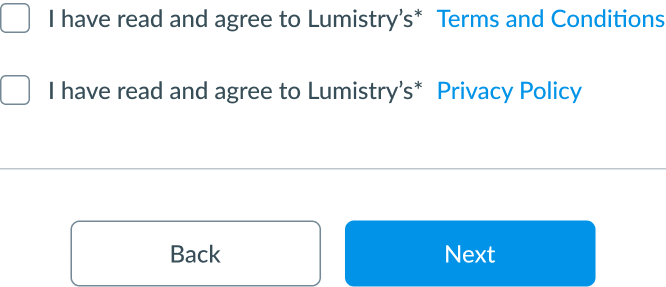 I have read and agree to Lumistry’s* Terms and Conditions
I have read and agree to Lumistry’s* Privacy Policy
Back
Next